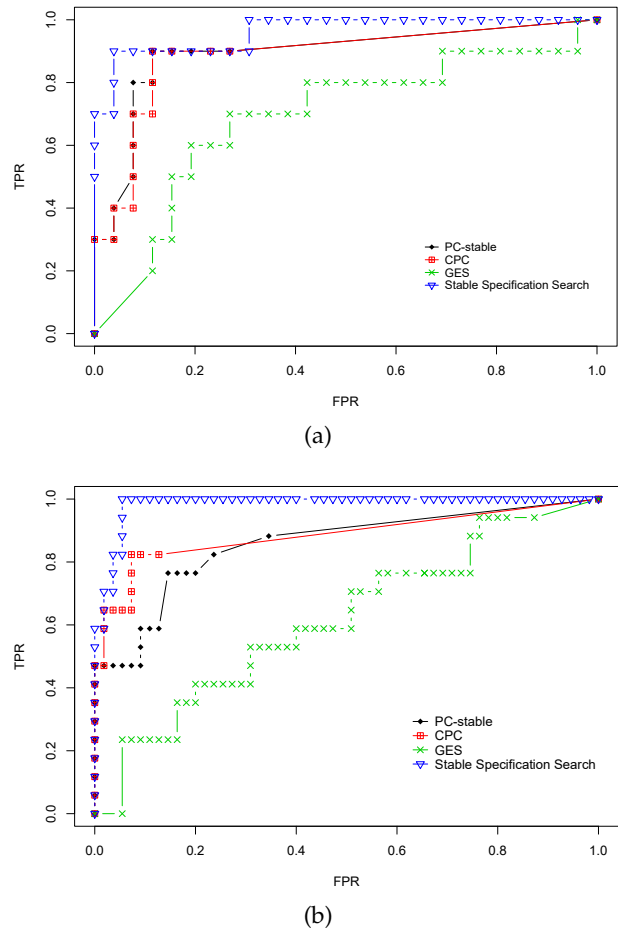 1.0
0.8
0.6
0.4
0.2
0.0
TPR
PC-stable
CPC
GES
Stable Specification Search
0.0 0.2 0.4 0.6 0.8 1.0
FPR
(a)
1.0
0.8
0.6
0.4
0.2
0.0
TPR
PC-stable
CPC
GES
Stable Specification Search
0.0 0.2 0.4 0.6 0.8 1.0
FPR
(b)